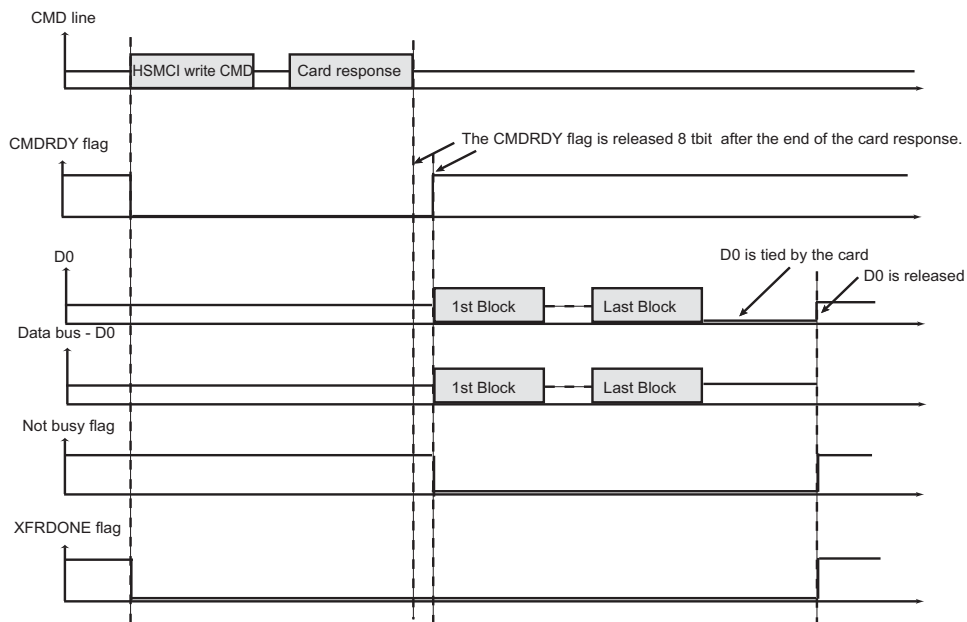 CMD line
HSMCI write CMD
Card response
CMDRDY flag
The CMDRDY flag is released 8 tbit after the end of the card response.
D0
D0 is tied by the card
D0 is released
1st Block
Last Block
Data bus - D0
1st Block
Last Block
Not busy flag
XFRDONE flag